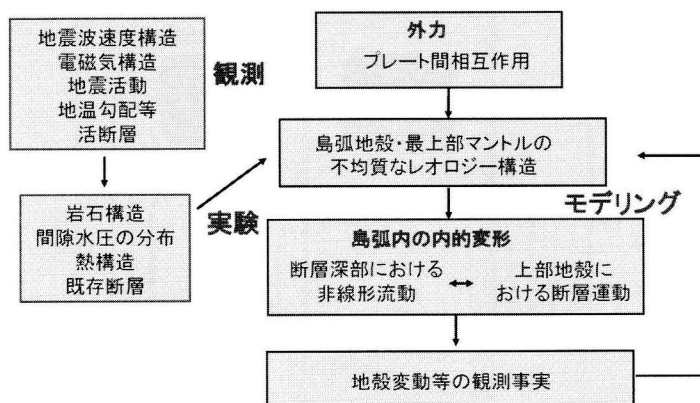 地震波速度構造
電磁気構造
地震活動
地温勾配等
活断層
観測
外力
プレート間相互作用
島弧地殻・最上部マントルの
不均質なレオロジー構造
岩石構造
間隙水圧の分布
熱構造
既存断層
実験
モデリング
島弧内の内的変形
断層深部における
非線形流動
上部地殻に
おける断層運動
地殻変動等の観測事実